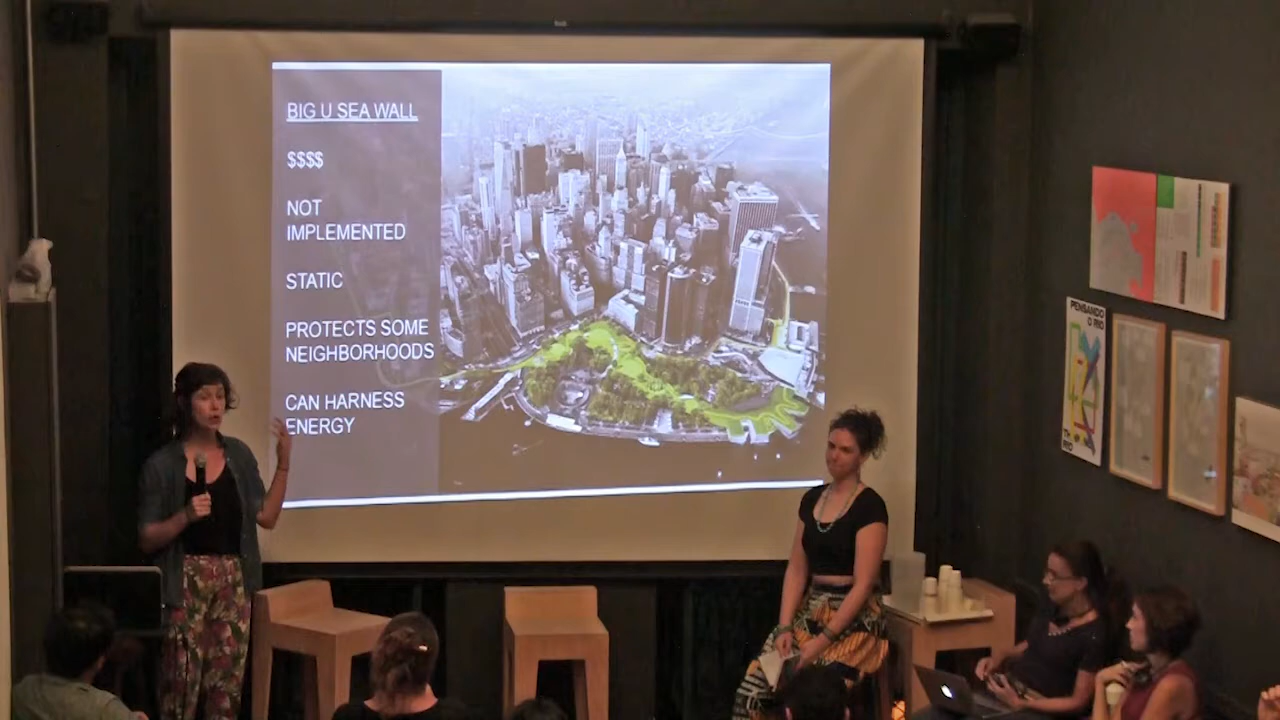 BIG U SEA WALL
$$$$
NOT
IMPLEMENTED
STATIC
PROTECTS SOME
NEIGHBORHOODS
CAN HARNESS
ENERGY
PENSANDO
O RIO